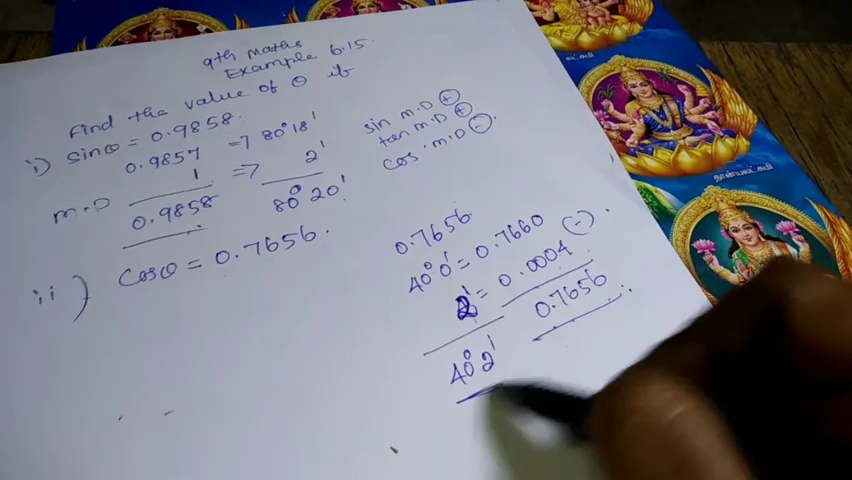 9th Maths
Example 6.15.
Find the value of θ if
i) sinθ = 0.9858.
0.9857 => 80°18'
m.D 1 => 2'
0.9858 80°20'
sin m.D (+)
tan m.D (+)
cos. m.D (-).
ii) cosθ = 0.7656.
0.7656.
40°0' = 0.7660 (-)
2' = 0.0004
40°2' 0.7656
தான்யலட்சுமி